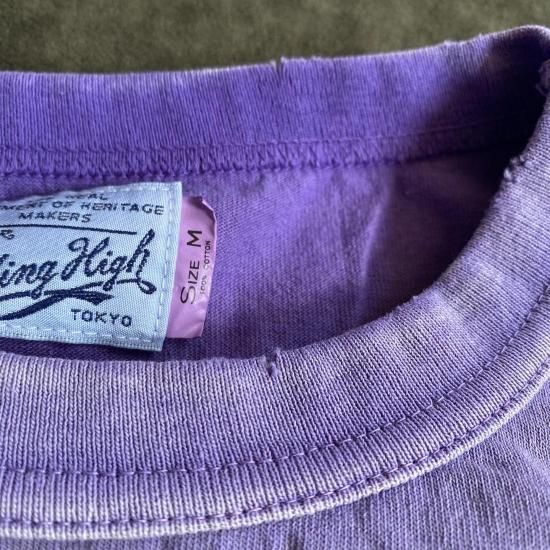 OF HERITAGE
MAKERS
High
TOKYO
SIZE M
100% COTTON